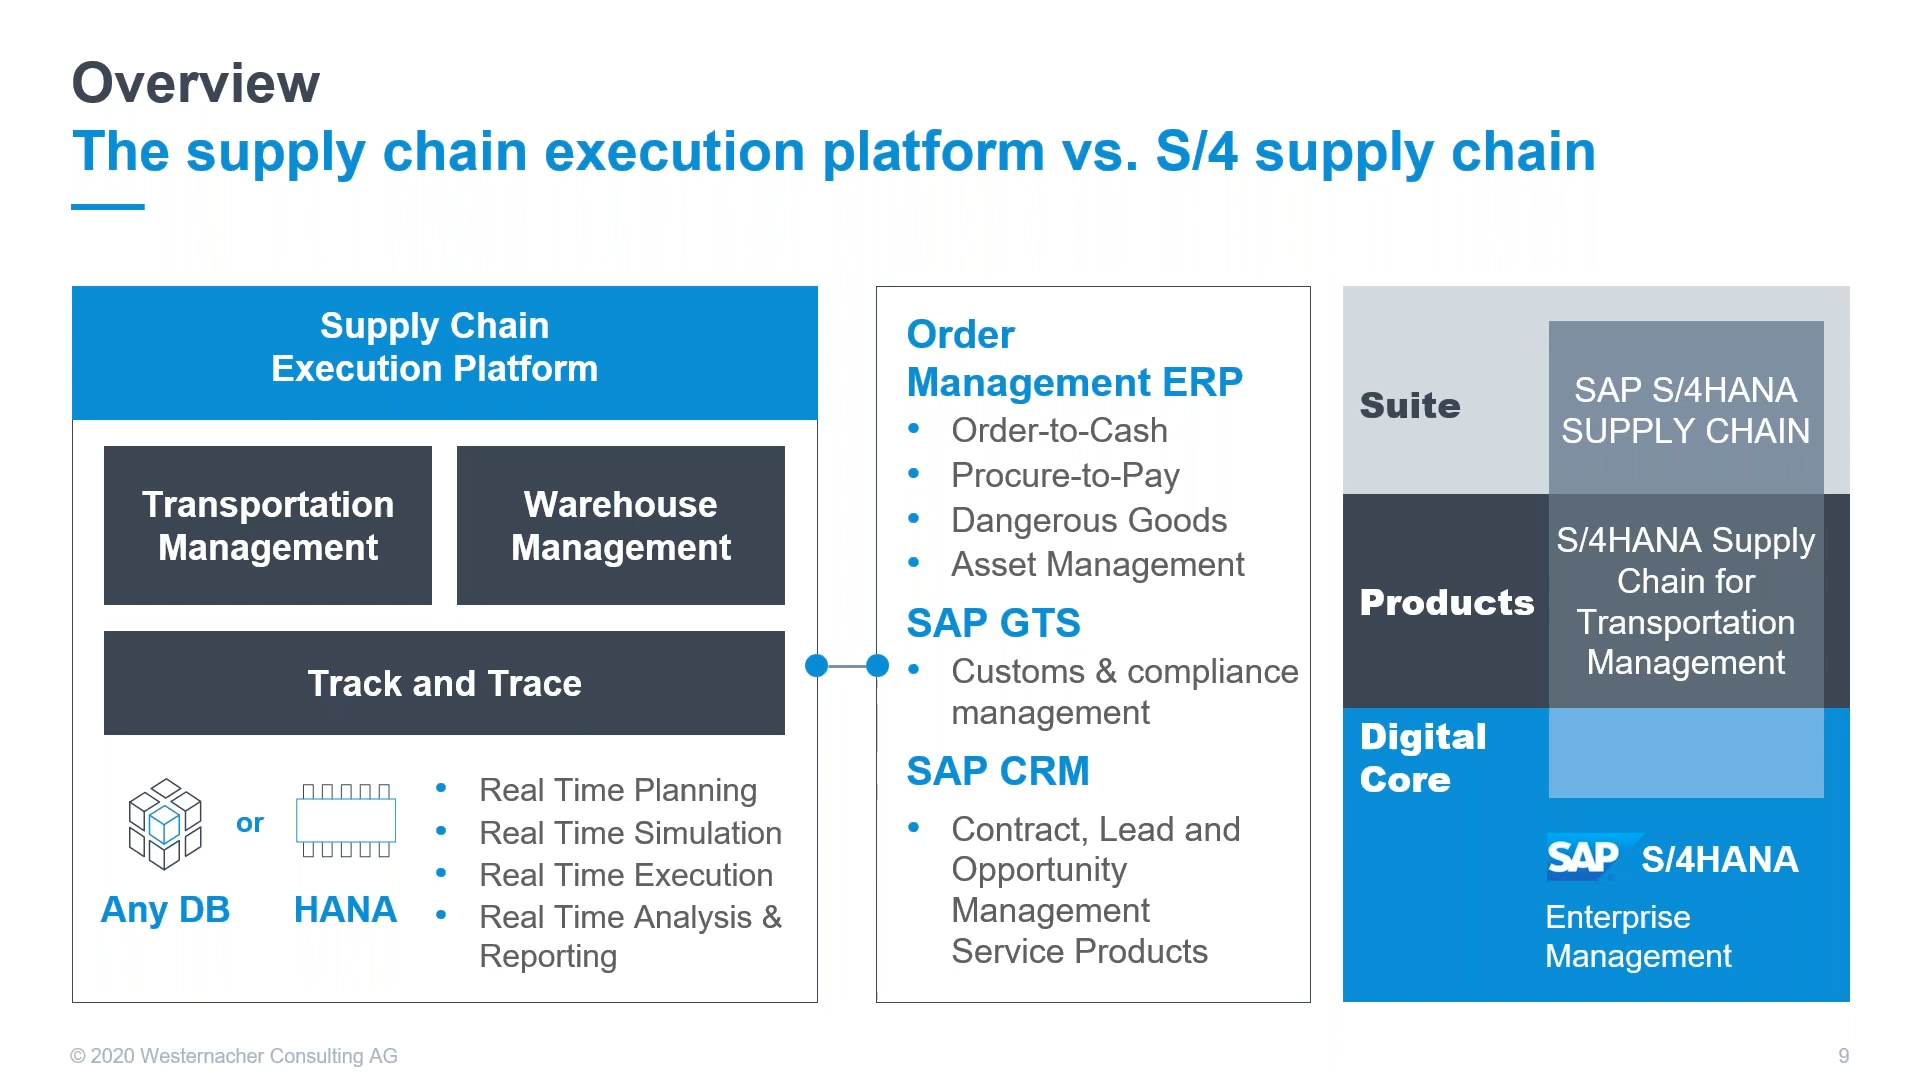 Overview
The supply chain execution platform vs. S/4 supply chain
Supply Chain
Execution Platform
Transportation
Management
Warehouse
Management
Track and Trace
Any DB
or
HANA
• Real Time Planning
• Real Time Simulation
• Real Time Execution
• Real Time Analysis &
Reporting
Order
Management ERP
• Order-to-Cash
• Procure-to-Pay
• Dangerous Goods
• Asset Management
SAP GTS
• Customs & compliance
management
SAP CRM
• Contract, Lead and
Opportunity
Management
Service Products
Suite
SAP S/4HANA
SUPPLY CHAIN
Products
S/4HANA Supply
Chain for
Transportation
Management
Digital
Core
SAP S/4HANA
Enterprise
Management
© 2020 Westernacher Consulting AG
9